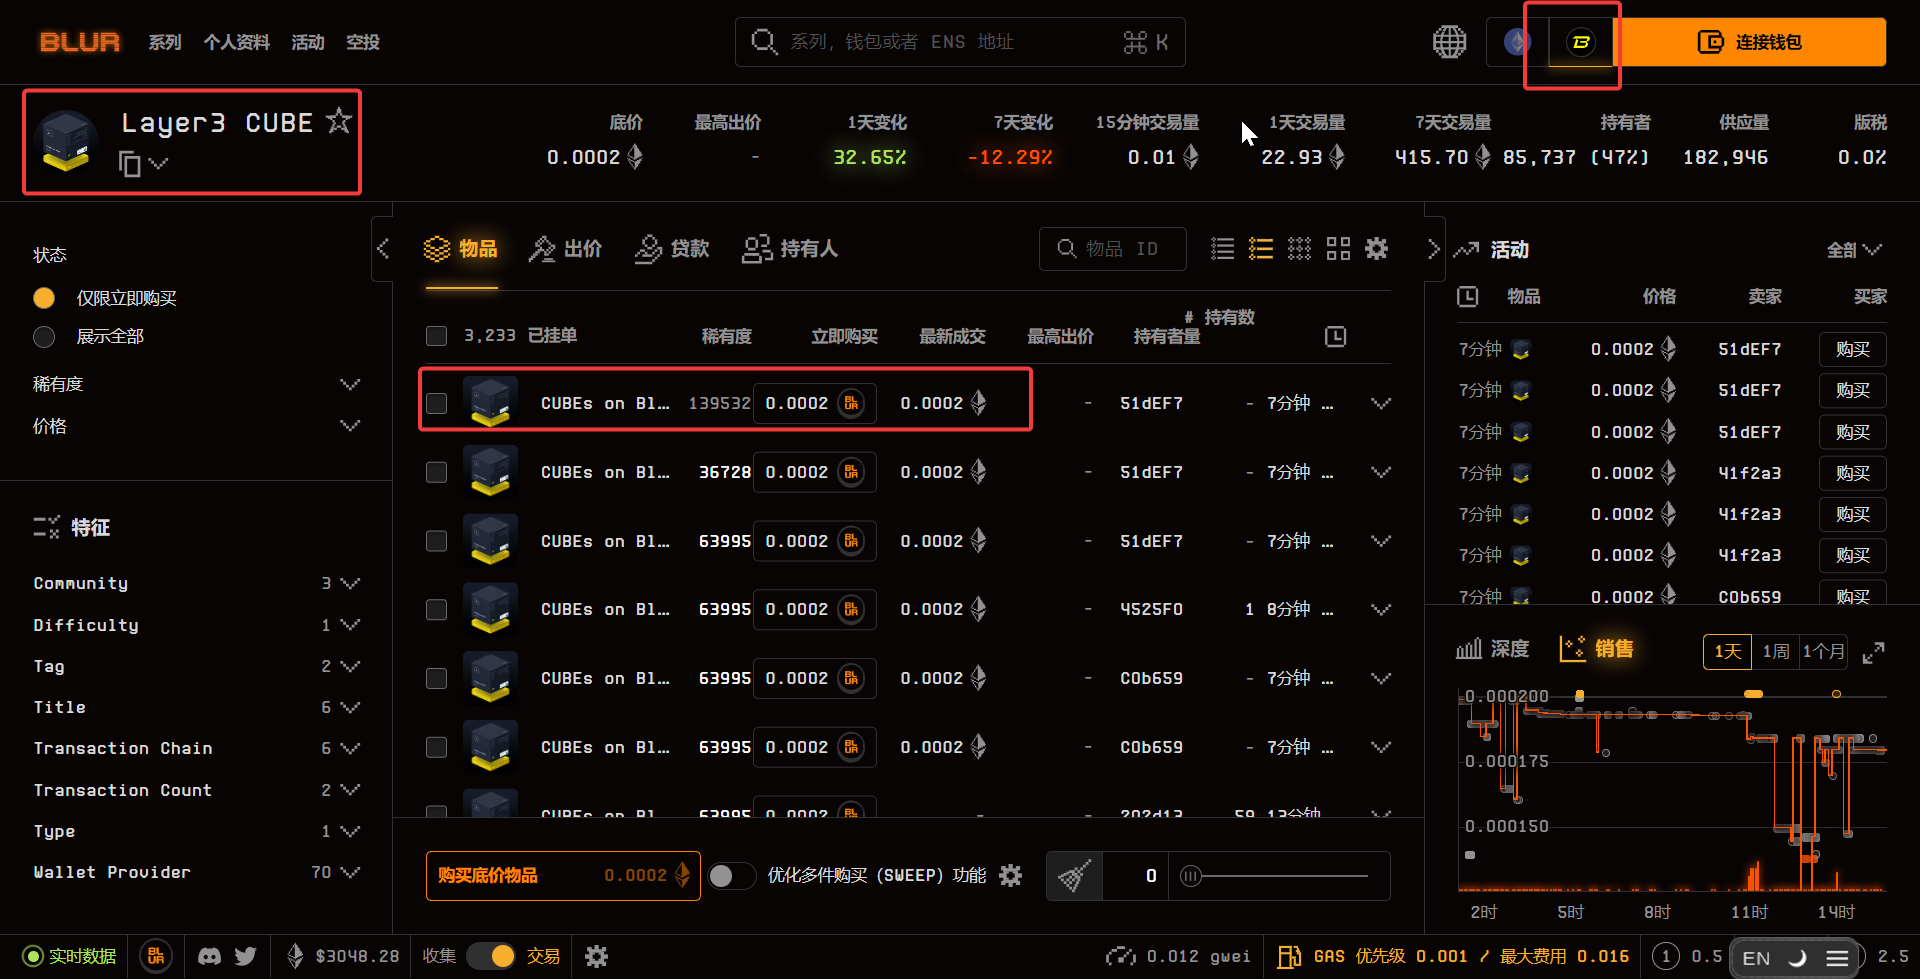 BLUR 系列 个人资料 活动 空投 系列，钱包或者 ENS 地址 ⌘ K 连接钱包
Layer3 CUBE
底价 最高出价 1天变化 7天变化 15分钟交易量 1天交易量 7天交易量 持有者 供应量 版税
0.0002 - 32.65% -12.29% 0.01 22.93 415.70 85,737 (47%) 182,946 0.0%
状态
仅限立即购买
展示全部
稀有度
价格
特征
Community 3
Difficulty 1
Tag 2
Title 6
Transaction Chain 6
Transaction Count 2
Type 1
Wallet Provider 70
物品 出价 贷款 持有人 物品 ID
3,233 已挂单 稀有度 立即购买 最新成交 最高出价 持有者量 # 持有数
CUBEs on Bl… 139532 0.0002 BLUR 0.0002 - 51dEF7 - 7分钟 …
CUBEs on Bl… 36728 0.0002 BLUR 0.0002 - 51dEF7 - 7分钟 …
CUBEs on Bl… 63995 0.0002 BLUR 0.0002 - 51dEF7 - 7分钟 …
CUBEs on Bl… 63995 0.0002 BLUR 0.0002 - 4525F0 1 8分钟 …
CUBEs on Bl… 63995 0.0002 BLUR 0.0002 - C0b659 - 7分钟 …
CUBEs on Bl… 63995 0.0002 BLUR 0.0002 - C0b659 - 7分钟 …
CUBEs on Bl… 63995 0.0002 - - 202d13 59 13分钟
购买底价物品 0.0002 优化多件购买 (SWEEP) 功能 0
活动 全部
物品 价格 卖家 买家
7分钟 0.0002 51dEF7 购买
7分钟 0.0002 51dEF7 购买
7分钟 0.0002 51dEF7 购买
7分钟 0.0002 41f2a3 购买
7分钟 0.0002 41f2a3 购买
7分钟 0.0002 41f2a3 购买
7分钟 0.0002 C0b659 购买
深度 销售 1天 1周 1个月
0.000200
0.000175
0.000150
2时 5时 8时 11时 14时
实时数据 BLUR $3048.28 收集 交易 0.012 gwei GAS 优先级 0.001 / 最大费用 0.016 1 0.5 EN 2.5